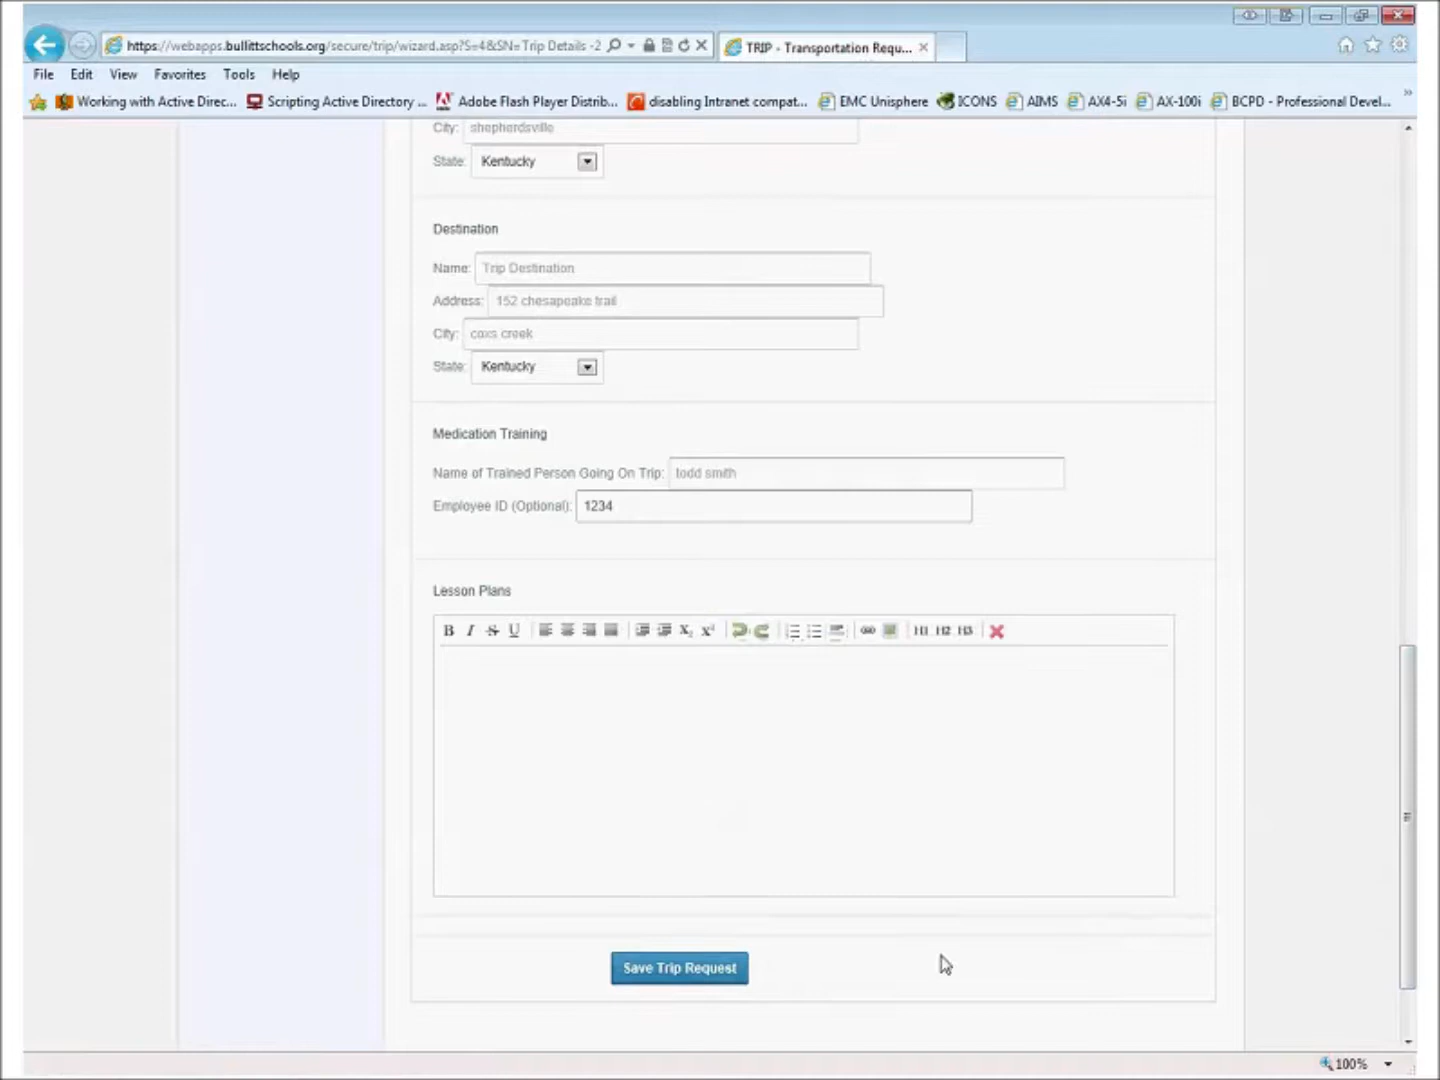 https://webapps.bullittschools.org/secure/trip/wizard.asp?S=4&SN=Trip Details -2
TRIP - Transportation Requ...
File Edit View Favorites Tools Help
Working with Active Direc... Scripting Active Directory ... Adobe Flash Player Distrib... disabling Intranet compat... EMC Unisphere ICONS AIMS AX4-5i AX-100i BCPD - Professional Devel... »
City: shepherdsville
State: Kentucky
Destination
Name: Trip Destination
Address: 152 chesapeake trail
City: coxs creek
State: Kentucky
Medication Training
Name of Trained Person Going On Trip: todd smith
Employee ID (Optional): 1234
Lesson Plans
B I S U X₂ X² H1 H2 H3
Save Trip Request
100%